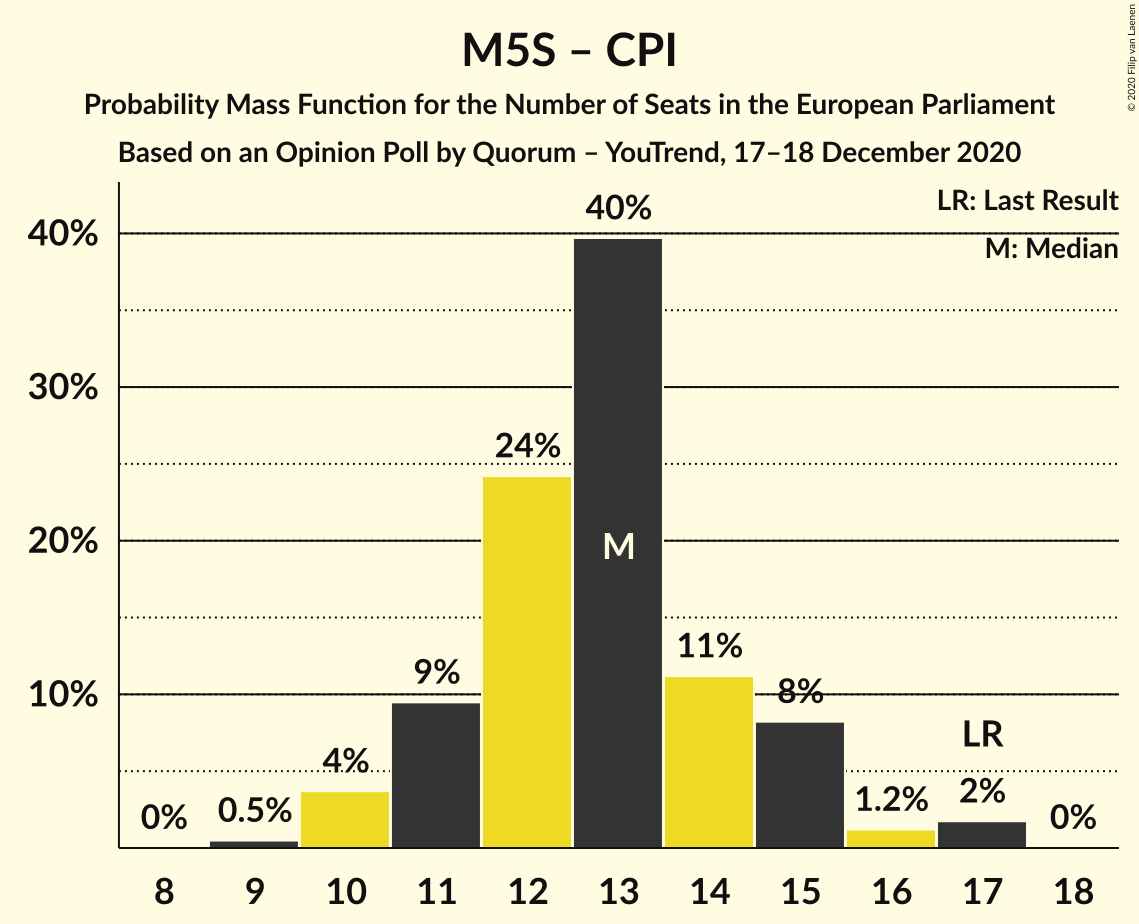 M5S – CPI
Probability Mass Function for the Number of Seats in the European Parliament
Based on an Opinion Poll by Quorum – YouTrend, 17–18 December 2020
© 2020 Filip van Laenen
LR: Last Result
M: Median
40%
30%
20%
10%
0%
0.5%
4%
9%
24%
40%
M
11%
8%
1.2%
LR
2%
0%
8 9 10 11 12 13 14 15 16 17 18